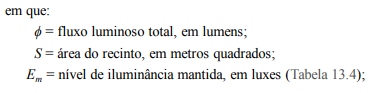 em que:
ϕ = fluxo luminoso total, em lumens;
S = área do recinto, em metros quadrados;
Eₘ = nível de iluminância mantida, em luxes (Tabela 13.4);